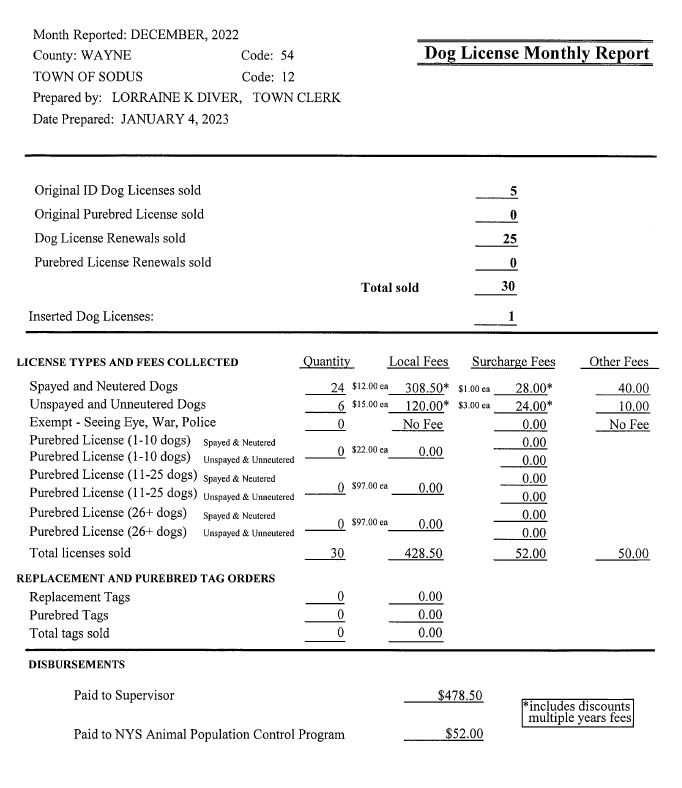 Month Reported: DECEMBER, 2022
County: WAYNE Code: 54
Dog License Monthly Report
TOWN OF SODUS Code: 12
Prepared by: LORRAINE K DIVER, TOWN CLERK
Date Prepared: JANUARY 4, 2023
Original ID Dog Licenses sold 5
Original Purebred License sold 0
Dog License Renewals sold 25
Purebred License Renewals sold 0
Total sold 30
Inserted Dog Licenses: 1
LICENSE TYPES AND FEES COLLECTED Quantity Local Fees Surcharge Fees Other Fees
Spayed and Neutered Dogs 24 $12.00 ea 308.50* $1.00 ea 28.00* 40.00
Unspayed and Unneutered Dogs 6 $15.00 ea 120.00* $3.00 ea 24.00* 10.00
Exempt - Seeing Eye, War, Police 0 No Fee 0.00 No Fee
Purebred License (1-10 dogs) Spayed & Neutered 0.00
0 $22.00 ea 0.00
Purebred License (1-10 dogs) Unspayed & Unneutered 0.00
Purebred License (11-25 dogs) Spayed & Neutered 0.00
0 $97.00 ea 0.00
Purebred License (11-25 dogs) Unspayed & Unneutered 0.00
Purebred License (26+ dogs) Spayed & Neutered 0.00
0 $97.00 ea 0.00
Purebred License (26+ dogs) Unspayed & Unneutered 0.00
Total licenses sold 30 428.50 52.00 50.00
REPLACEMENT AND PUREBRED TAG ORDERS
Replacement Tags 0 0.00
Purebred Tags 0 0.00
Total tags sold 0 0.00
DISBURSEMENTS
Paid to Supervisor $478.50
*includes discounts
multiple years fees
Paid to NYS Animal Population Control Program $52.00